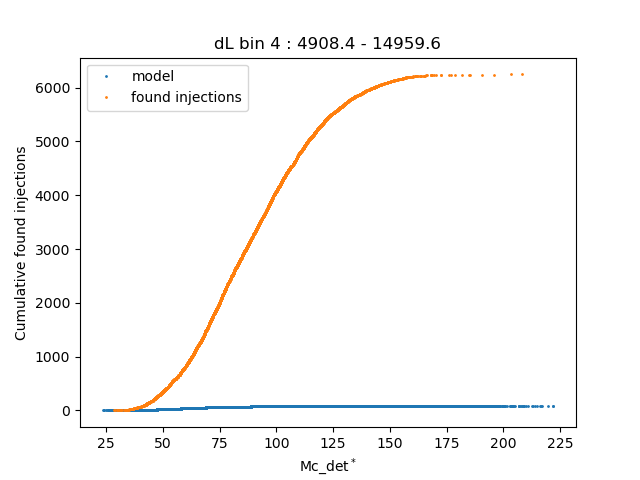 dL bin 4 : 4908.4 - 14959.6
model
found injections
Cumulative found injections
6000
5000
4000
3000
2000
1000
0
25 50 75 100 125 150 175 200 225
Mc_det*